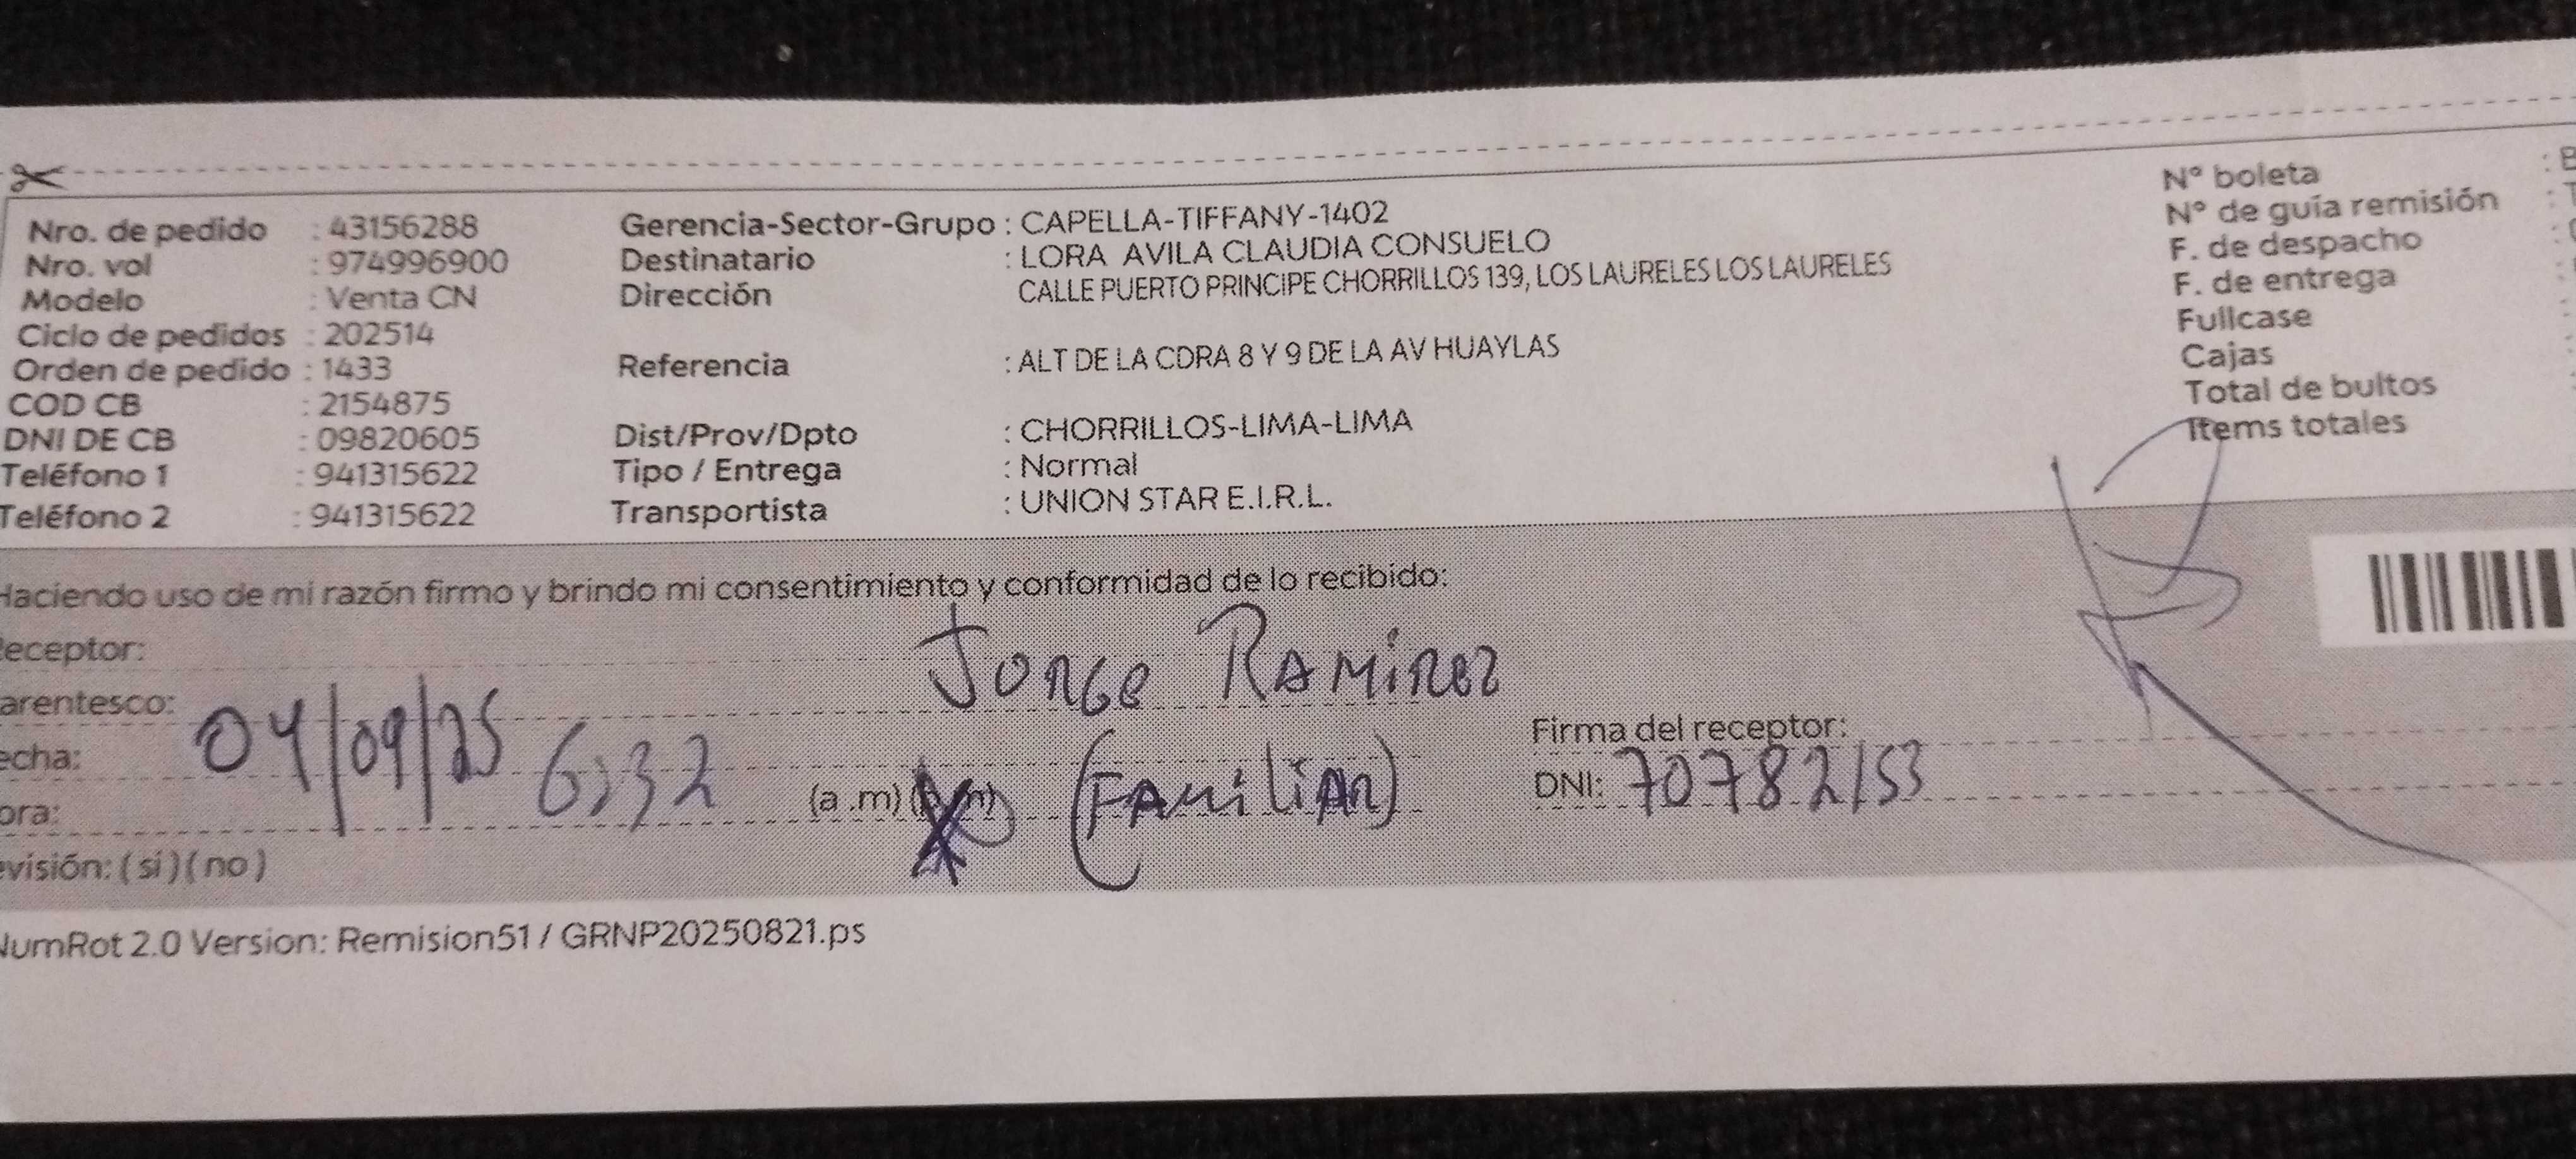 Nro. de pedido : 43156288
Nro. vol : 974996900
Modelo : Venta CN
Ciclo de pedidos : 202514
Orden de pedido : 1433
COD CB : 2154875
DNI DE CB : 09820605
Teléfono 1 : 941315622
Teléfono 2 : 941315622
Gerencia-Sector-Grupo : CAPELLA-TIFFANY-1402
Destinatario : LORA AVILA CLAUDIA CONSUELO
Dirección CALLE PUERTO PRINCIPE CHORRILLOS 139, LOS LAURELES LOS LAURELES
Referencia : ALT DE LA CDRA 8 Y 9 DE LA AV HUAYLAS
Dist/Prov/Dpto : CHORRILLOS-LIMA-LIMA
Tipo / Entrega : Normal
Transportista : UNION STAR E.I.R.L.
N° boleta
N° de guía remisión
F. de despacho
F. de entrega
Fullcase
Cajas
Total de bultos
Items totales
Haciendo uso de mi razón firmo y brindo mi consentimiento y conformidad de lo recibido:
eceptor: Jorge Ramirez
arentesco: (Familiar)
echa: 04/09/25
ora: 6:32 (a .m) (p.m)
evisión: ( si ) ( no )
Firma del receptor:
DNI: 70782153
NumRot 2.0 Version: Remision51 / GRNP20250821.ps